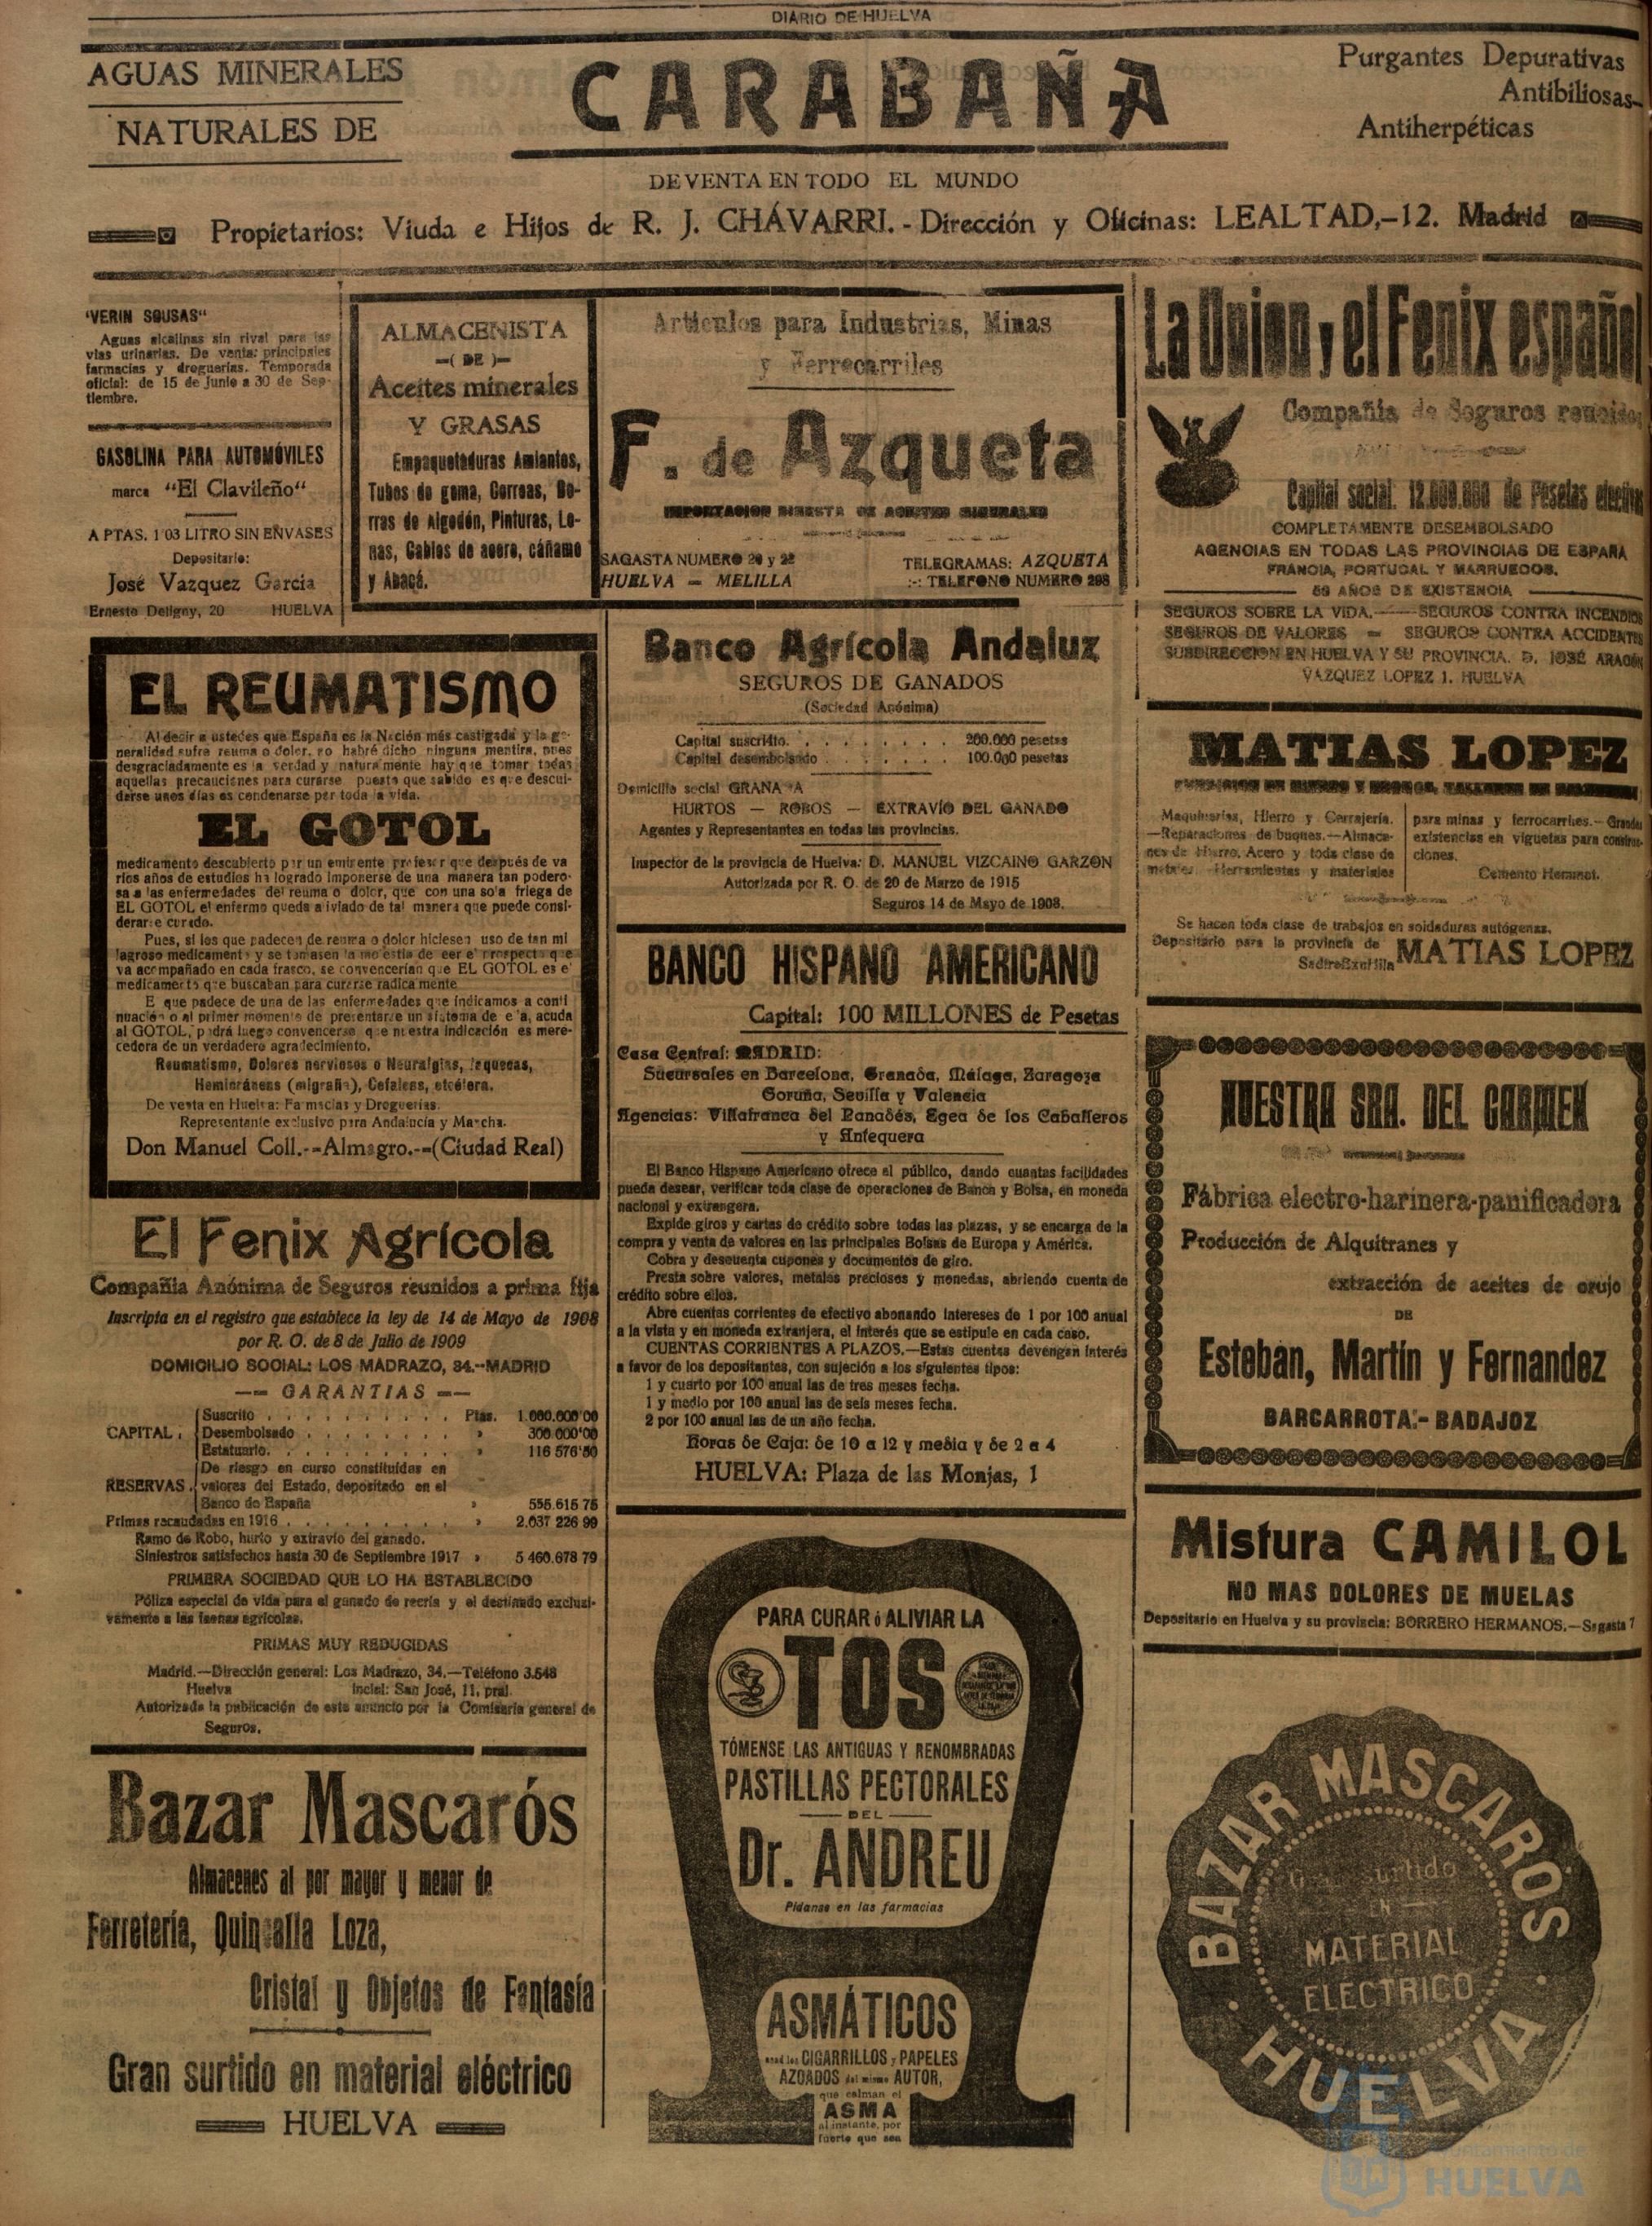 DIARIO DE HUELVA
AGUAS MINERALES
NATURALES DE
CARABAÑA
Purgantes Depurativas
Antibiliosas
Antiherpéticas
DE VENTA EN TODO EL MUNDO
Propietarios: Viuda e Hijos de R. J. CHÁVARRI.-Dirección y Oficinas: LEALTAD,-12. Madrid
"VERIN SOUSAS"
Aguas alcalinas sin rival para las
vias urinarias. De venta: principales
farmacias y droguerías. Temporada
oficial: de 15 de Junio a 30 de Sep-
tiembre.
GASOLINA PARA AUTOMÓVILES
marca "El Clavileño"
A PTAS. 1 03 LITRO SIN ENVASES
Depositario:
José Vazquez Garcia
Ernesto Deligny, 20 HUELVA
ALMACENISTA
—( DE )—
Aceites minerales
Y GRASAS
Empaquetaduras Amiantos,
Tubos de goma, Correas, Bo-
rras de Algodón, Pinturas, Lo-
nas, Cables de acero, cáñamo
y Abacá.
Artículos para Industrias, Minas
y Ferrocarriles
F. de Azqueta
IMPORTACION DIRECTA DE ACEITES MINERALES
SAGASTA NUMERO 20 y 22
HUELVA — MELILLA
TELEGRAMAS: AZQUETA
:-: TELEFONO NUMERO 298
La Union y el Fenix español
Compañia de Seguros reunidos
Capital social. 12.000.000 de Pesetas efectivas
COMPLETAMENTE DESEMBOLSADO
AGENCIAS EN TODAS LAS PROVINCIAS DE ESPAÑA
FRANCIA, PORTUGAL Y MARRUECOS.
AÑOS DE EXISTENCIA
SEGUROS SOBRE LA VIDA.—SEGUROS CONTRA INCENDIOS
SEGUROS DE VALORES — SEGUROS CONTRA ACCIDENTES
SUBDIRECCION EN HUELVA Y SU PROVINCIA. D. JOSÉ ARAGÓN
VAZQUEZ LOPEZ 1. HUELVA
EL REUMATISMO
Al decir a ustedes que España es la Nación más castigada y la ge-
neralidad sufre reuma o dolor, no habré dicho ninguna mentira, pues
desgraciadamente es la verdad y naturalmente hay que tomar todas
aquellas precauciones para curarse puesto que sabido es que descui-
darse unos días es condenarse por toda la vida.
EL GOTOL
medicamento descubierto por un eminente profesor que después de va
rios años de estudios ha logrado imponerse de una manera tan podero-
sa a las enfermedades del reuma o dolor, que con una sola friega de
EL GOTOL el enfermo queda aliviado de tal manera que puede consi-
derarse curado.
Pues, si los que padecen de reuma o dolor hiciesen uso de tan mi
lagroso medicamento y se tomasen la molestia de leer el prospecto que
va acompañado en cada frasco, se convencerían que EL GOTOL es el
medicamento que buscaban para curarse radicalmente
E que padece de una de las enfermedades que indicamos a conti
nuación o al primer momento de presentarse un síntoma de ella, acuda
al GOTOL, podrá luego convencerse que nuestra indicación es mere-
cedora de un verdadero agradecimiento.
Reumatismo, Dolores nerviosos o Neuralgias, Jaquecas,
Hemicráneas (migraña), Cefaleas, etcétera.
De venta en Huelva: Farmacias y Droguerías.
Representante exclusivo para Andalucía y Mancha.
Don Manuel Coll.--Almagro.--(Ciudad Real)
Banco Agrícola Andaluz
SEGUROS DE GANADOS
(Sociedad Anónima)
Capital suscrito. . . . . . . . . 200.000 pesetas
Capital desembolsado . . . . . . . 100.000 pesetas
Domicilio social GRANA A
HURTOS — ROBOS — EXTRAVÍO DEL GANADO
Agentes y Representantes en todas las provincias.
Inspector de la provincia de Huelva: D. MANUEL VIZCAINO GARZÓN
Autorizada por R. O. de 20 de Marzo de 1915
Seguros 14 de Mayo de 1908.
BANCO HISPANO AMERICANO
Capital: 100 MILLONES de Pesetas
Casa Central: MADRID:
Sucursales en Barcelona, Granada, Málaga, Zaragoza
Coruña, Sevilla y Valencia
Agencias: Villafranca del Panadés, Egea de los Caballeros
y Antequera
El Banco Hispano Americano ofrece al público, dando cuantas facilidades
pueda desear, verificar toda clase de operaciones de Banca y Bolsa, en moneda
nacional y extrangera.
Expide giros y cartas de crédito sobre todas las plazas, y se encarga de la
compra y venta de valores en las principales Bolsas de Europa y América.
Cobra y descuenta cupones y documentos de giro.
Presta sobre valores, metales preciosos y monedas, abriendo cuenta de
crédito sobre ellos.
Abre cuentas corrientes de efectivo abonando intereses de 1 por 100 anual
a la vista y en moneda extranjera, el interés que se estipule en cada caso.
CUENTAS CORRIENTES A PLAZOS.—Estas cuentas devengan interés
a favor de los depositantes, con sujeción a los siguientes tipos:
1 y cuarto por 100 anual las de tres meses fecha.
1 y medio por 100 anual las de seis meses fecha.
2 por 100 anual las de un año fecha.
Horas de Caja: de 10 a 12 y media y de 2 a 4
HUELVA: Plaza de las Monjas, 1
MATIAS LOPEZ
FUNDICION DE HIERRO Y BRONCE. TALLERES DE
Maquinarias, Hierro y Cerrajería.
—Reparaciones de buques.—Almace-
nes de Hierro, Acero y toda clase de
metales Herramientas y materiales
para minas y ferrocarriles.—Grandes
existencias en viguetas para construc-
ciones.
Cemento
Se hacen toda clase de trabajos en soldaduras autógenas.
Depositario para la provincia de MATIAS LOPEZ
NUESTRA SRA. DEL CARMEN
Fábrica electro-harinera-panificadora
Producción de Alquitranes y
extracción de aceites de orujo
DE
Esteban, Martín y Fernandez
BARCARROTA.-BADAJOZ
Mistura CAMILOL
NO MAS DOLORES DE MUELAS
Depositario en Huelva y su provincia: BORRERO HERMANOS.—Sagasta 7
El Fenix Agrícola
Compañia Anónima de Seguros reunidos a prima fija
Inscripta en el registro que establece la ley de 14 de Mayo de 1908
por R. O. de 8 de Julio de 1909
DOMICILIO SOCIAL: LOS MADRAZO, 34.--MADRID
—— GARANTIAS ——
CAPITAL . Suscrito . . . . . . . . . . Ptas. 1.000.000'00
Desembolsado . . . . . . . . » 300.000'00
Estatuario. . . . . . . . . . » 116 576'50
RESERVAS . De riesgo en curso constituídas en
valores del Estado, depositado en el
Banco de España » 555.615 75
Primas recaudadas en 1916 . . . . . . . . . » 2.037 226 99
Ramo de Robo, hurto y extravío del ganado.
Siniestros satisfechos hasta 30 de Septiembre 1917 » 5 460.678 79
PRIMERA SOCIEDAD QUE LO HA ESTABLECIDO
Póliza especial de vida para el ganado de recría y el destinado exclusi-
vamente a las faenas agrícolas.
PRIMAS MUY REDUCIDAS
Madrid.—Dirección general: Los Madrazo, 34.—Teléfono 3.548
Huelva incial: San José, 11, pral.
Autorizada la publicación de este anuncio por la Comisaría general de
Seguros.
Bazar Mascarós
Almacenes al por mayor y menor de
Ferretería, Quincalla Loza,
Cristal y Objetos de Fantasía
Gran surtido en material eléctrico
HUELVA
PARA CURAR ó ALIVIAR LA
TOS
TÓMENSE LAS ANTIGUAS Y RENOMBRADAS
PASTILLAS PECTORALES
DEL
Dr. ANDREU
Pídanse en las farmacias
ASMÁTICOS
usad los CIGARRILLOS y PAPELES
AZOADOS del mismo AUTOR,
que calman el
ASMA
al instante, por
fuerte que sea
BAZAR MASCAROS
Gran surtido
EN
MATERIAL
ELECTRICO
HUELVA
Ayuntamiento de
HUELVA